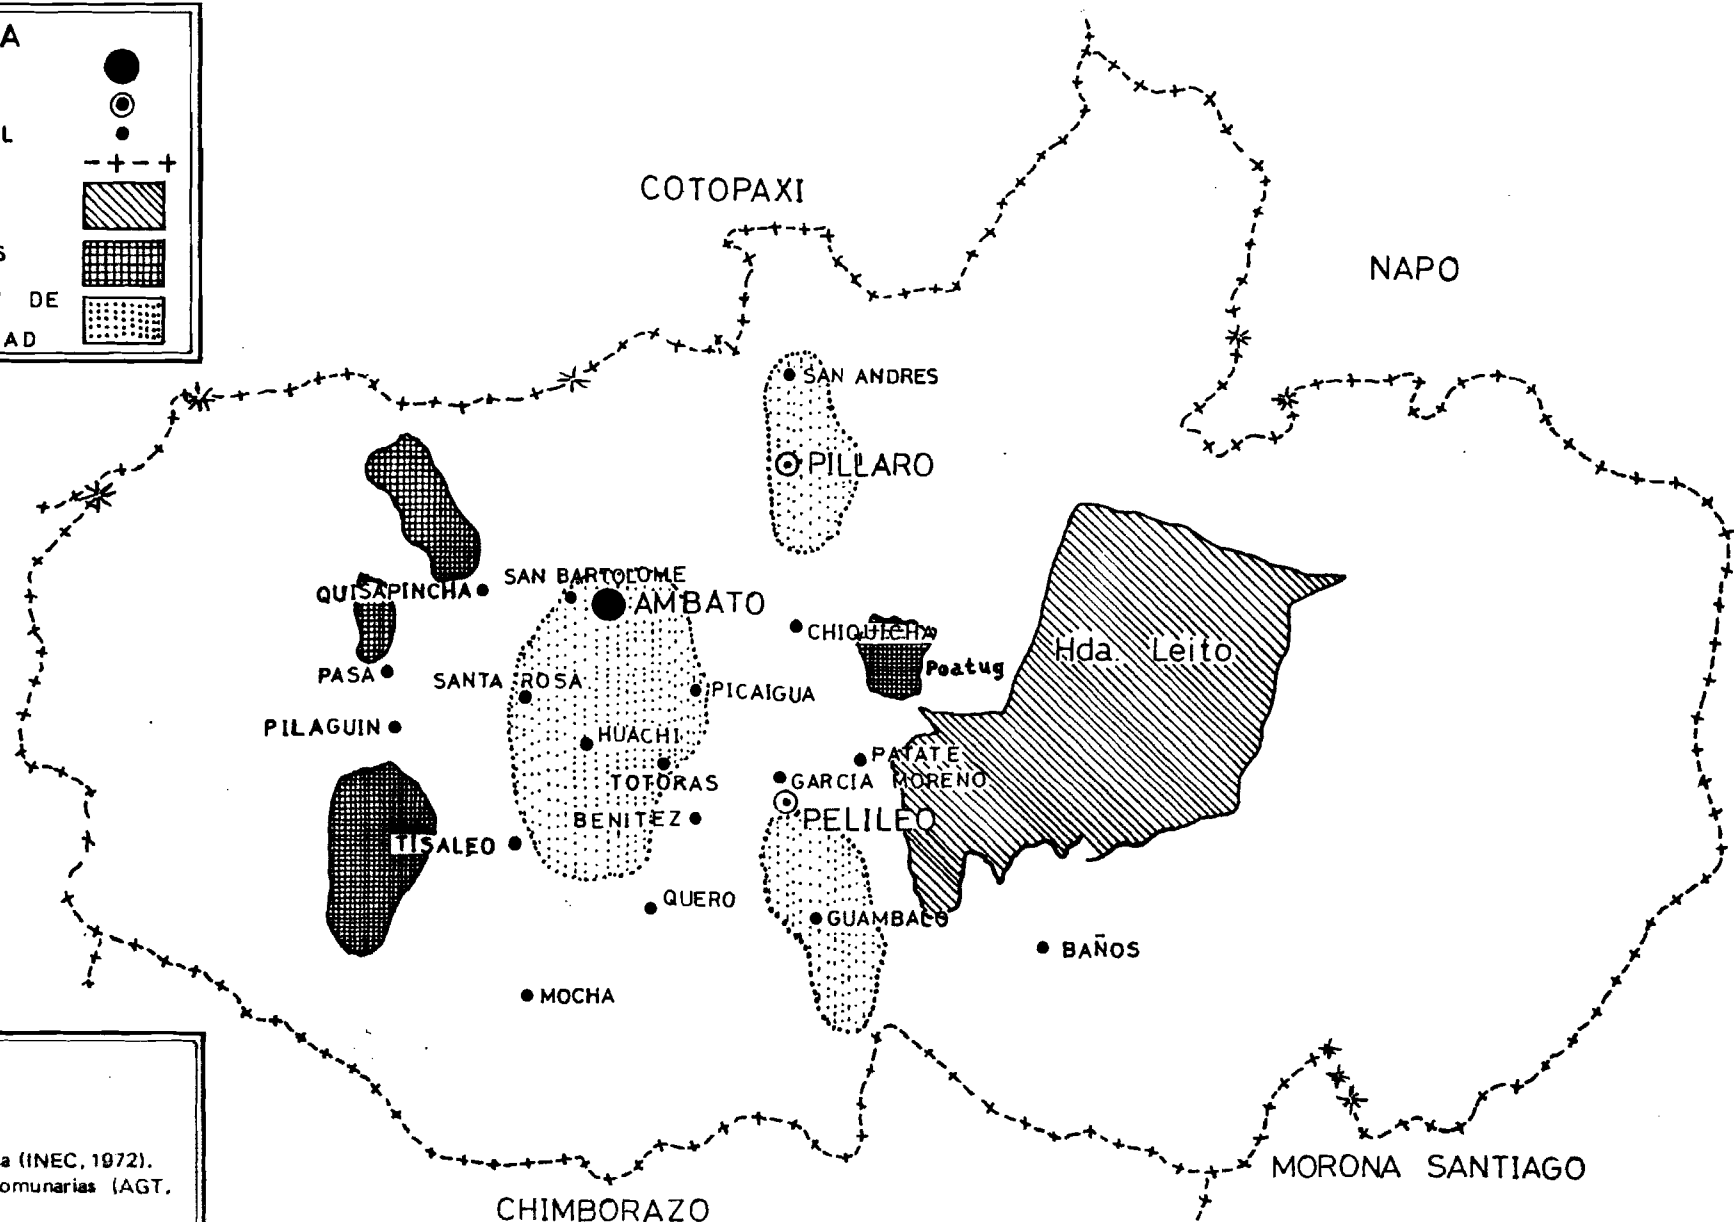 A
L
S
DE
AD
COTOPAXI
NAPO
SAN ANDRES
PILLARO
SAN BARTOLOME
QUISAPINCHA
AMBATO
CHIQUICHA
Hda. Leito
Poatug
PASA
SANTA ROSA
PICAIGUA
PILAGUIN
HUACHI
PATATE
TOTORAS
GARCIA MORENO
BENITEZ
PELILEO
TISALEO
QUERO
GUAMBALO
BAÑOS
MOCHA
a (INEC, 1972).
omunarias (AGT.
MORONA SANTIAGO
CHIMBORAZO